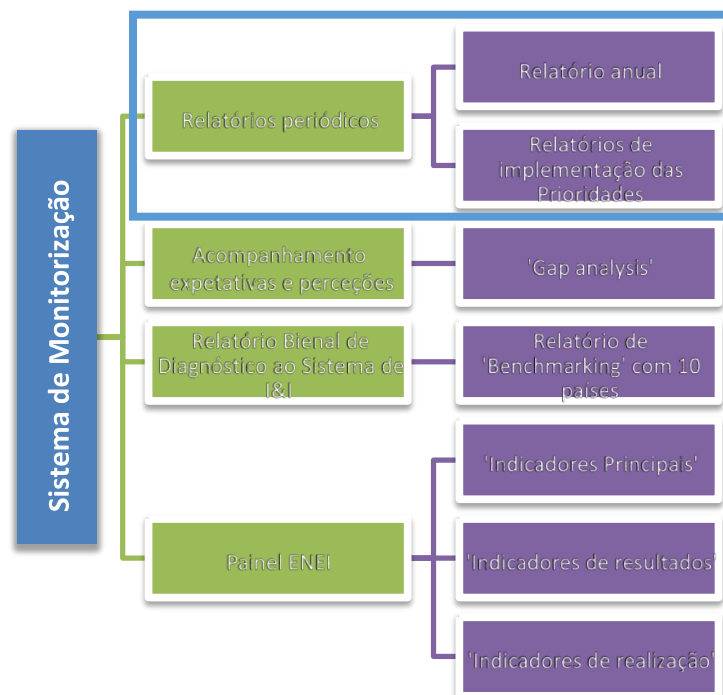 Sistema de Monitorização
Relatórios periódicos
Relatório anual
Relatórios de
implementação das
Prioridades
Acompanhamento
expetativas e perceções
'Gap analysis'
Relatório Bienal de
Diagnóstico ao Sistema de
I&I
Relatório de
'Benchmarking' com 10
países
Painel ENEI
'Indicadores Principais'
'Indicadores de resultados'
'Indicadores de realização'